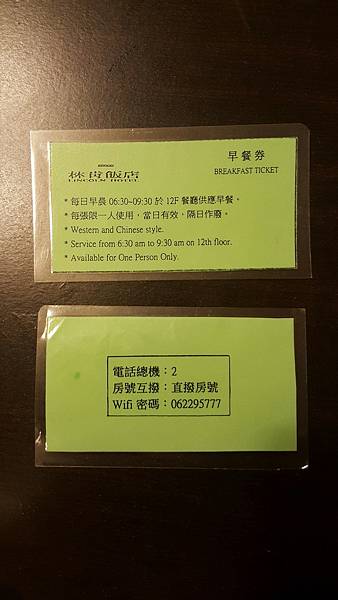 林肯飯店
LINCOLN HOTEL
早餐券
BREAKFAST TICKET
* 每日早晨 06:30~09:30 於 12F 餐廳供應早餐。
* 每張限一人使用，當日有效，隔日作廢。
* Western and Chinese style.
* Service from 6:30 am to 9:30 am on 12th floor.
* Available for One Person Only.
電話總機：2
房號互撥：直撥房號
Wifi 密碼：062295777